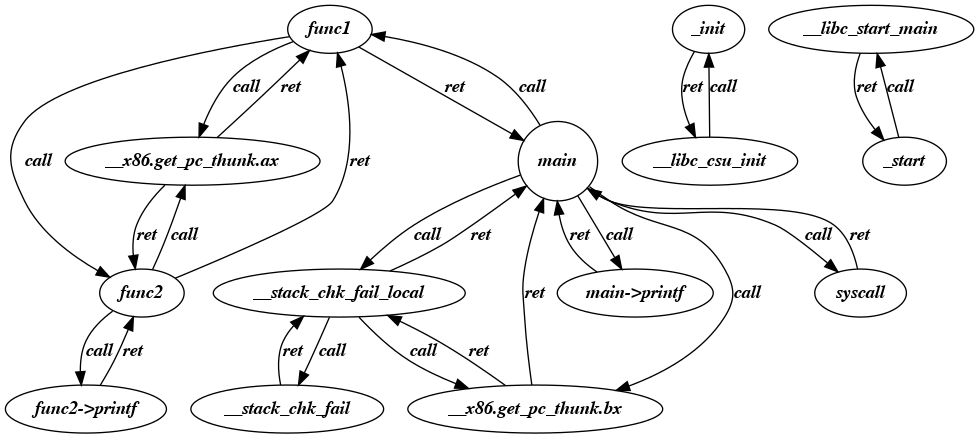 func1
_init
__libc_start_main
call
ret
ret
call
ret
call
ret
call
call
ret
__x86.get_pc_thunk.ax
main
__libc_csu_init
_start
ret
call
call
ret
ret
call
call
ret
func2
__stack_chk_fail_local
main->printf
syscall
ret
call
call
ret
ret
call
call
ret
func2->printf
__stack_chk_fail
__x86.get_pc_thunk.bx